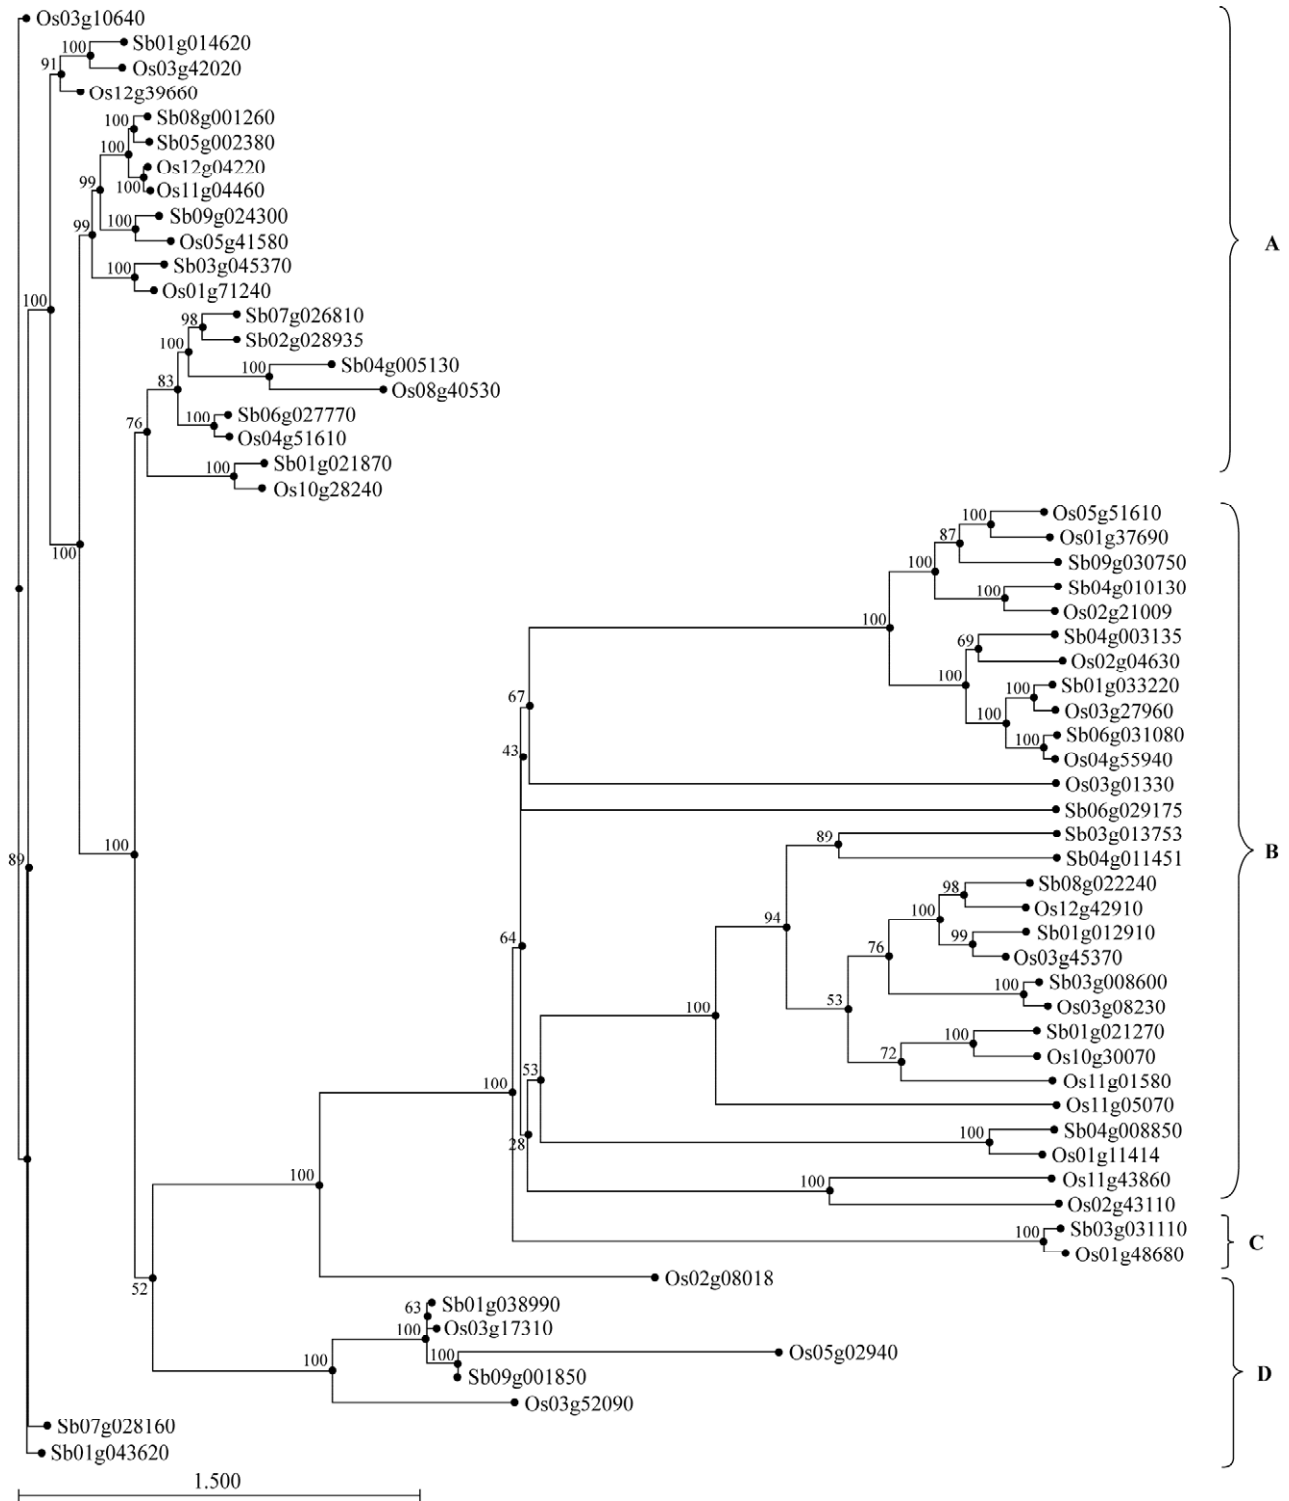 Os03g10640
100 Sb01g014620
91 Os03g42020
Os12g39660
100 Sb08g001260
100 Sb05g002380
Os12g04220
99 100 Os11g04460
99 100 Sb09g024300
Os05g41580
A
100 Sb03g045370
Os01g71240
100
98 Sb07g026810
100 Sb02g028935
83 100 Sb04g005130
Os08g40530
76 100 Sb06g027770
Os04g51610
100 Sb01g021870
Os10g28240
100 Os05g51610
87 Os01g37690
100
100 Sb09g030750
100 Sb04g010130
Os02g21009
100 69 Sb04g003135
Os02g04630
100 100 Sb01g033220
67 100 Os03g27960
100 Sb06g031080
43 Os04g55940
Os03g01330
Sb06g029175
89 Sb03g013753
100 89 B
Sb04g011451
98 Sb08g022240
94 100 Os12g42910
64 76 99 Sb01g012910
Os03g45370
100 Sb03g008600
100 53 Os03g08230
100 Sb01g021270
72 Os10g30070
53 Os11g01580
100 Os11g05070
28 100 Sb04g008850
Os01g11414
100 100 Os11g43860
Os02g43110
100 Sb03g031110
C
Os01g48680
52 Os02g08018
63 Sb01g038990
100 Os03g17310
100 100 Os05g02940
Sb09g001850
D
Os03g52090
Sb07g028160
Sb01g043620
1.500